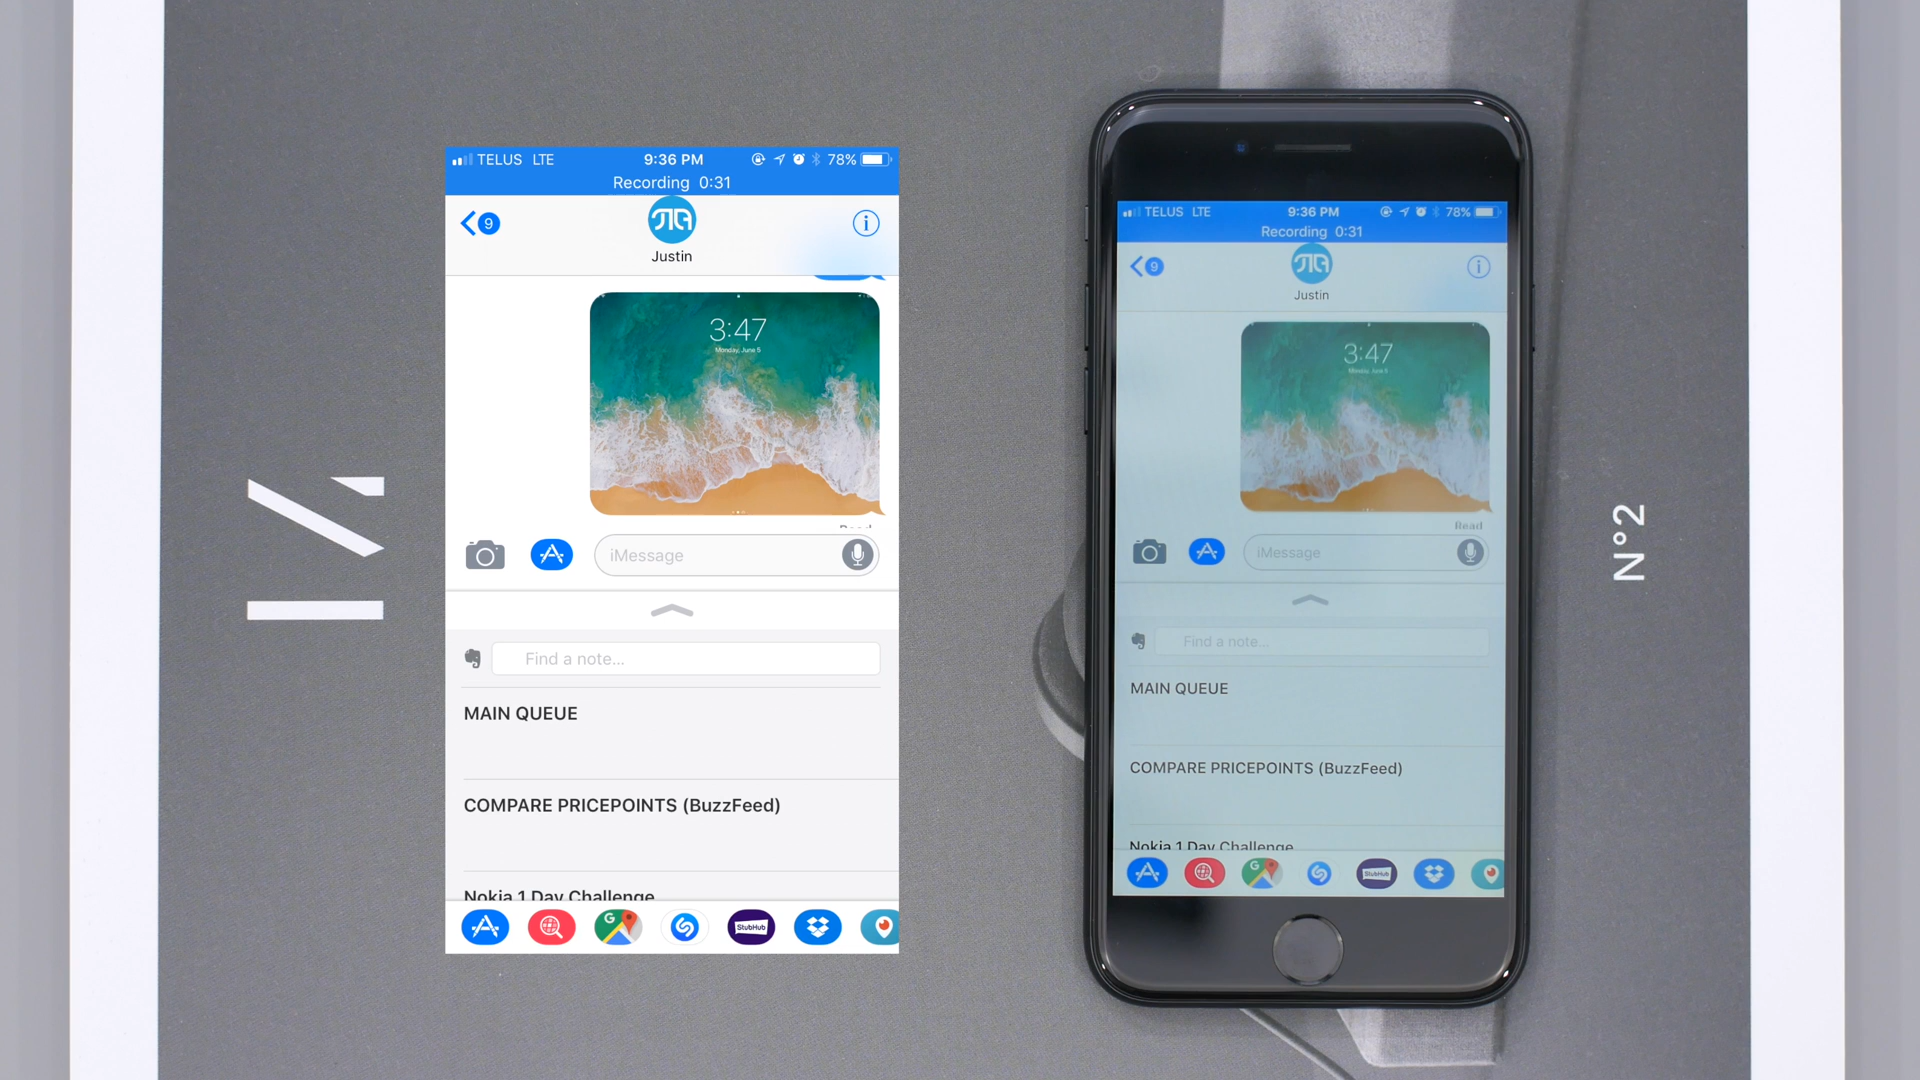 TELUS LTE 9:36 PM 78%
Recording 0:31
9
Justin
3:47
Monday, June 5
Read
iMessage
Find a note...
MAIN QUEUE
COMPARE PRICEPOINTS (BuzzFeed)
Nokia 1 Day Challenge
G
StubHub
TELUS LTE 9:36 PM 78%
Recording 0:31
9
Justin
3:47
Monday, June 5
Read
iMessage
Find a note...
MAIN QUEUE
COMPARE PRICEPOINTS (BuzzFeed)
Nokia 1 Day Challenge
G
StubHub
N°2